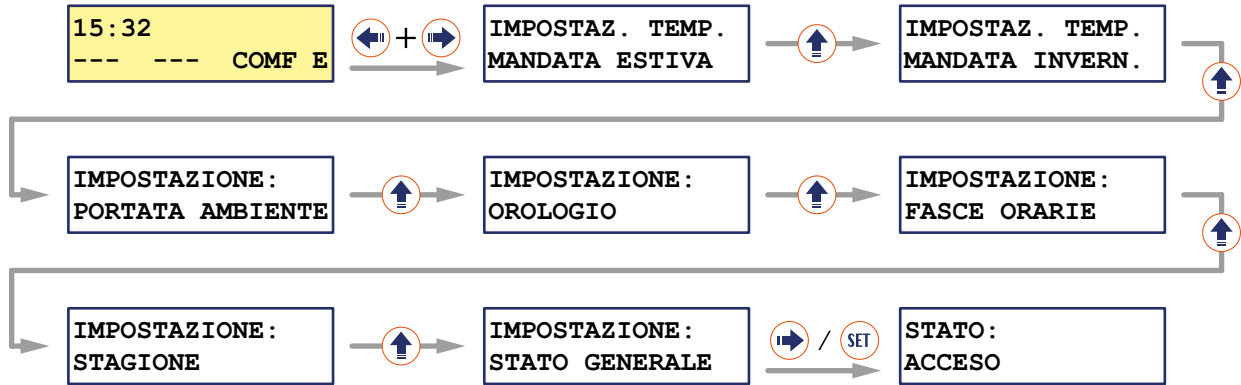 15:32
--- --- COMF E
+
IMPOSTAZ. TEMP.
MANDATA ESTIVA
IMPOSTAZ. TEMP.
MANDATA INVERN.
IMPOSTAZIONE:
PORTATA AMBIENTE
IMPOSTAZIONE:
OROLOGIO
IMPOSTAZIONE:
FASCE ORARIE
IMPOSTAZIONE:
STAGIONE
IMPOSTAZIONE:
STATO GENERALE
/ SET
STATO:
ACCESO